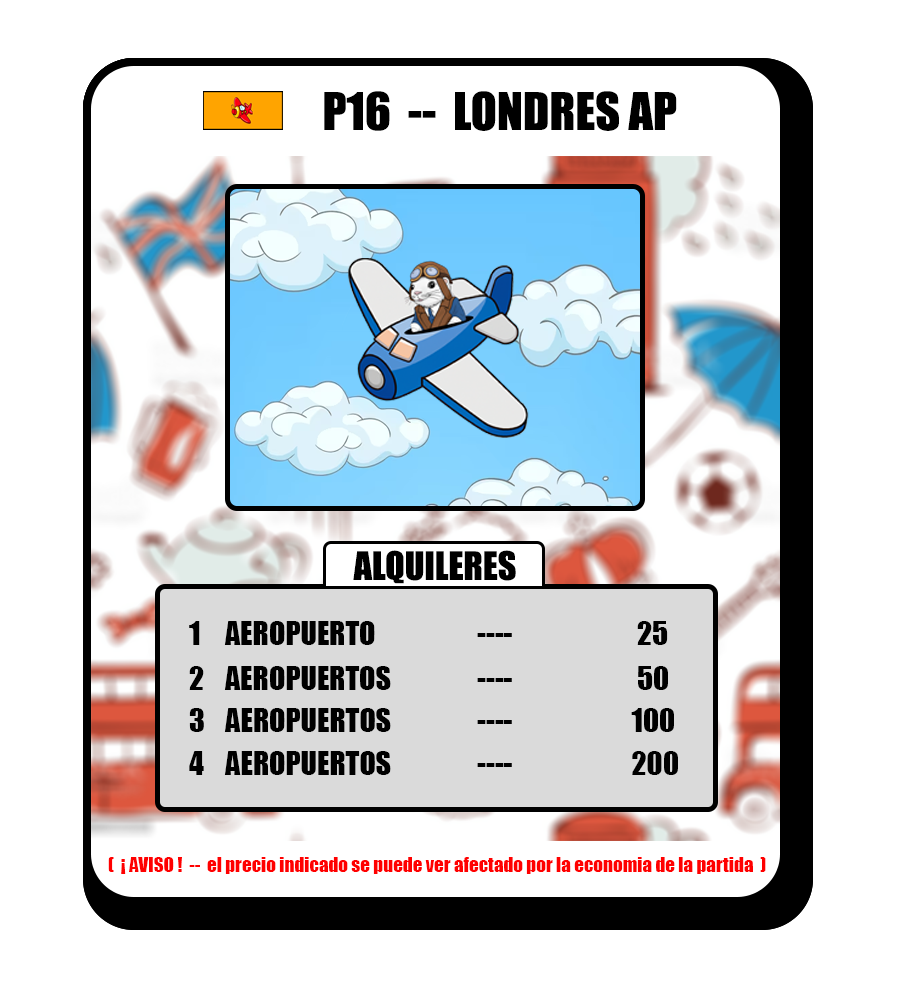 P16 -- LONDRES AP
ALQUILERES
1 AEROPUERTO ---- 25
2 AEROPUERTOS ---- 50
3 AEROPUERTOS ---- 100
4 AEROPUERTOS ---- 200
( ¡ AVISO ! -- el precio indicado se puede ver afectado por la economia de la partida )